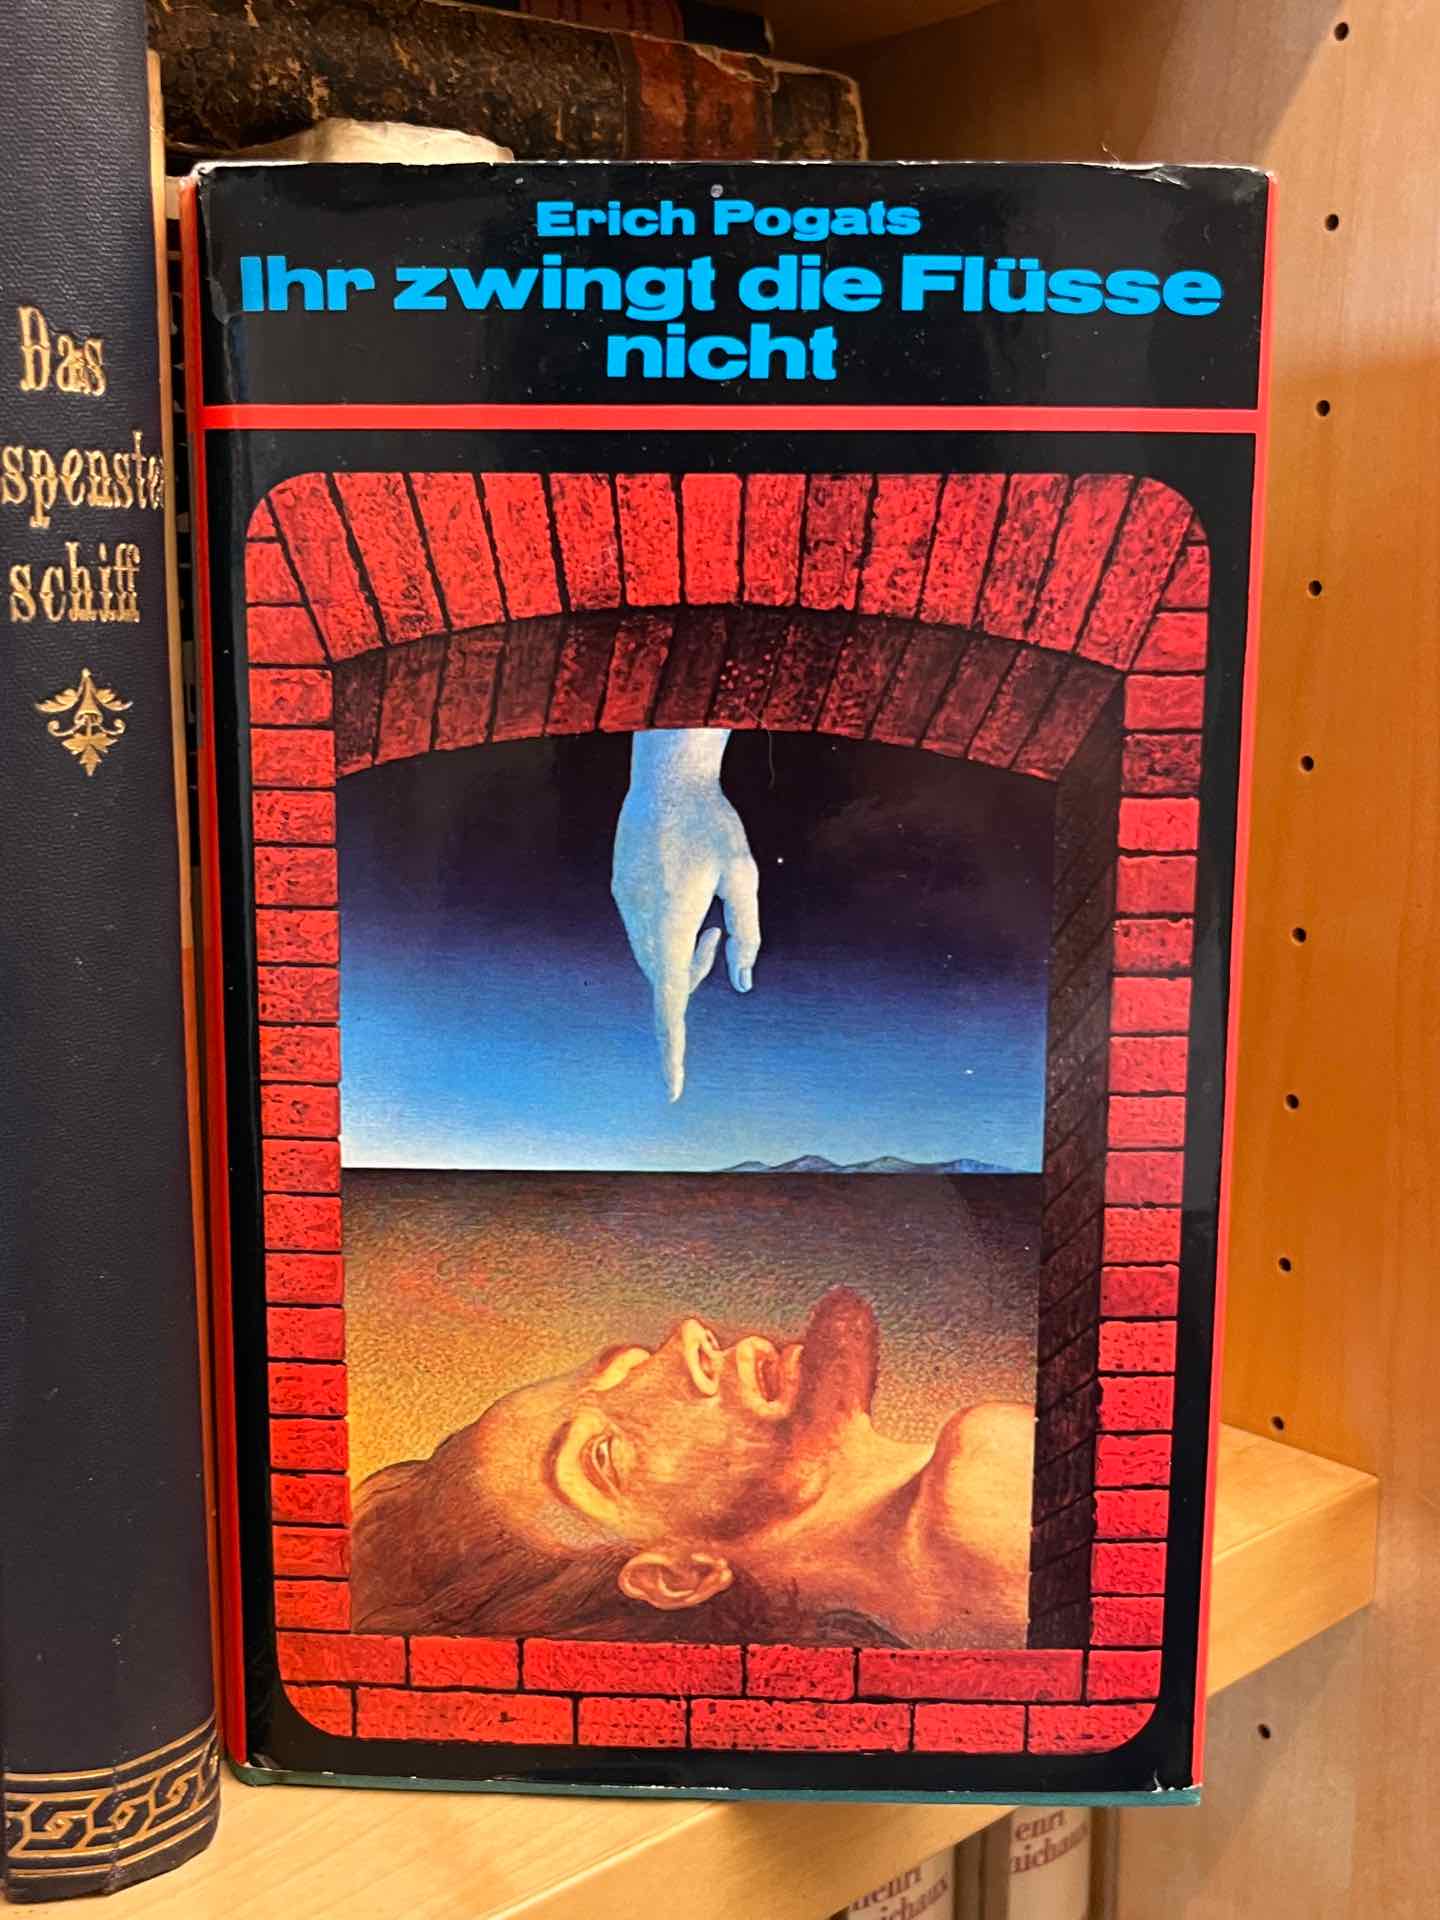 Erich Pogats
Ihr zwingt die Flüsse
nicht
Das
spenste
schiff